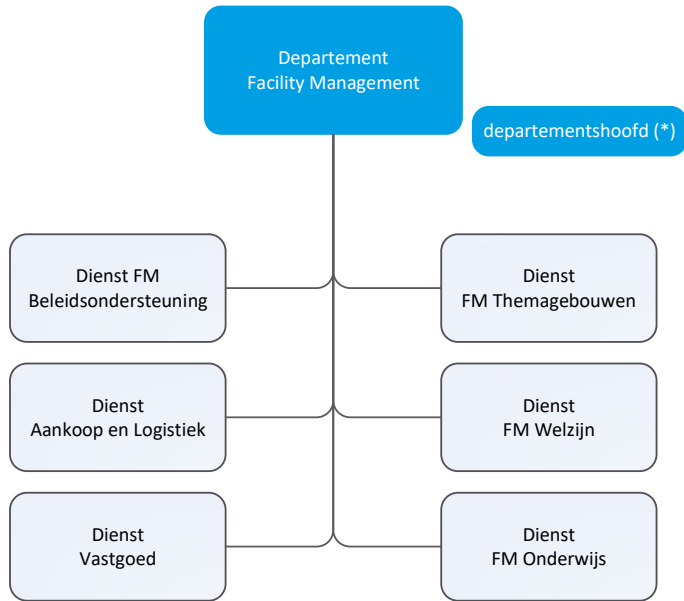 Departement
Facility Management
departementshoofd (*)
Dienst FM
Beleidsondersteuning
Dienst
FM Themagebouwen
Dienst
Aankoop en Logistiek
Dienst
FM Welzijn
Dienst
Vastgoed
Dienst
FM Onderwijs